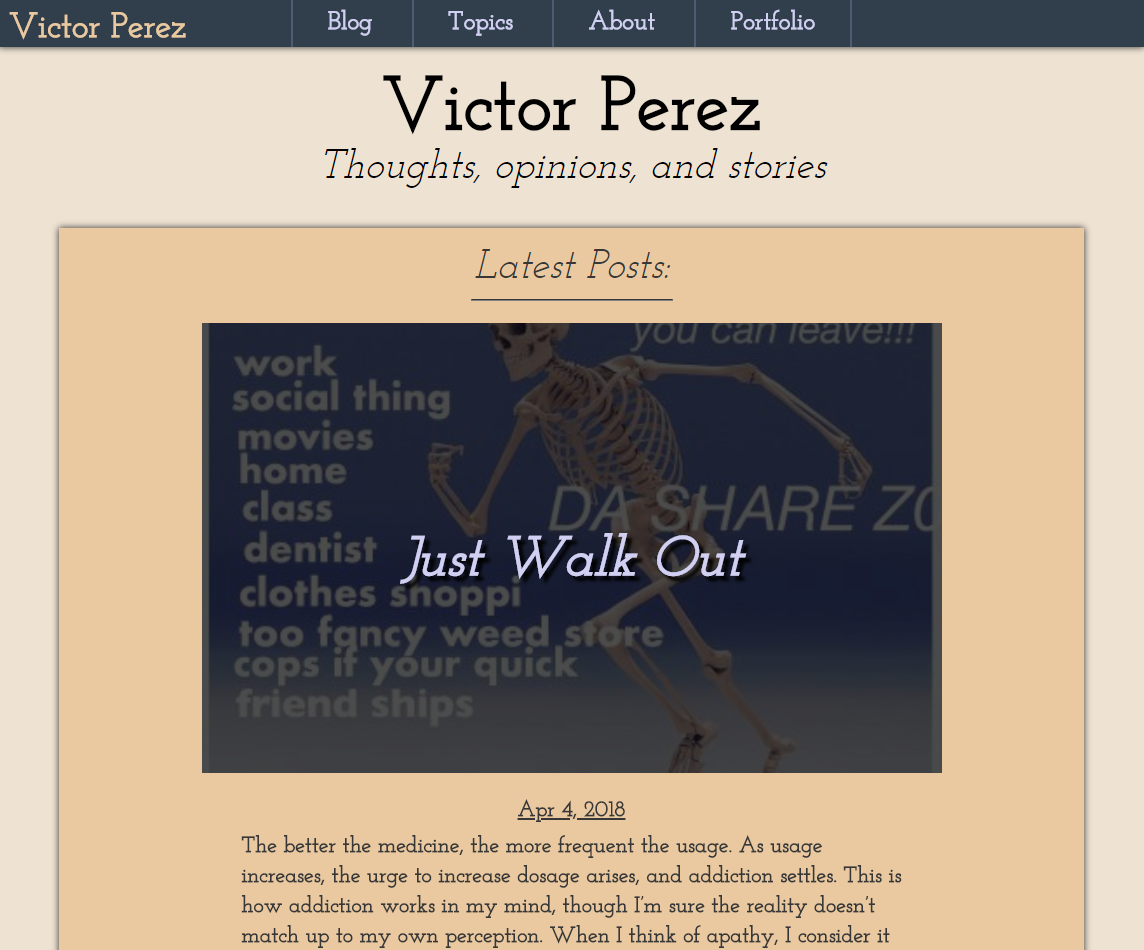 Victor Perez
Blog
Topics
About
Portfolio
Victor Perez
Thoughts, opinions, and stories
Latest Posts:
you can leave!!!
work
social thing
movies
home
class
DA SHARE ZO
dentist
Just Walk Out
clothes snoppi
too fancy weed store
cops if your quick
friend ships
Apr 4, 2018
The better the medicine, the more frequent the usage. As usage
increases, the urge to increase dosage arises, and addiction settles. This is
how addiction works in my mind, though I'm sure the reality doesn't
match up to my own perception. When I think of apathy, I consider it